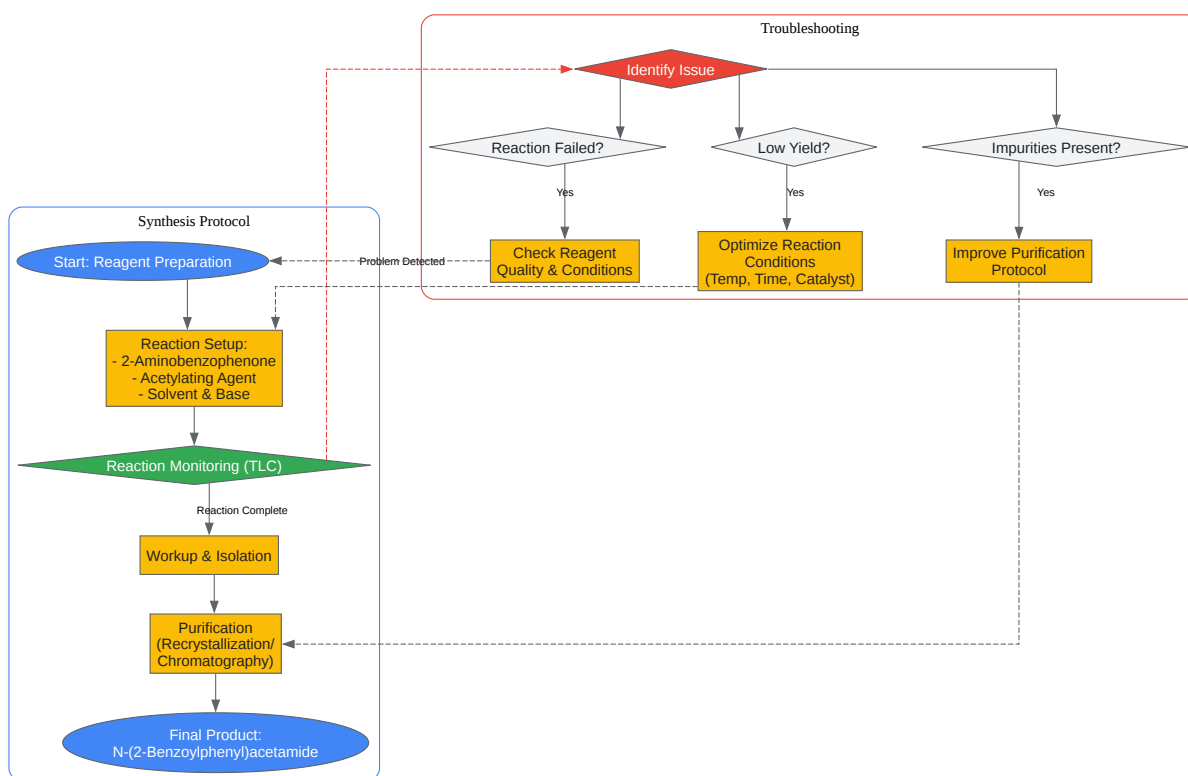 Troubleshooting
Identify Issue
Reaction Failed?
Low Yield?
Impurities Present?
Yes
Yes
Yes
Check Reagent
Quality & Conditions
Optimize Reaction
Conditions
(Temp, Time, Catalyst)
Improve Purification
Protocol
Synthesis Protocol
Start: Reagent Preparation
Problem Detected
Reaction Setup:
- 2-Aminobenzophenone
- Acetylating Agent
- Solvent & Base
Reaction Monitoring (TLC)
Reaction Complete
Workup & Isolation
Purification
(Recrystallization/
Chromatography)
Final Product:
N-(2-Benzoylphenyl)acetamide